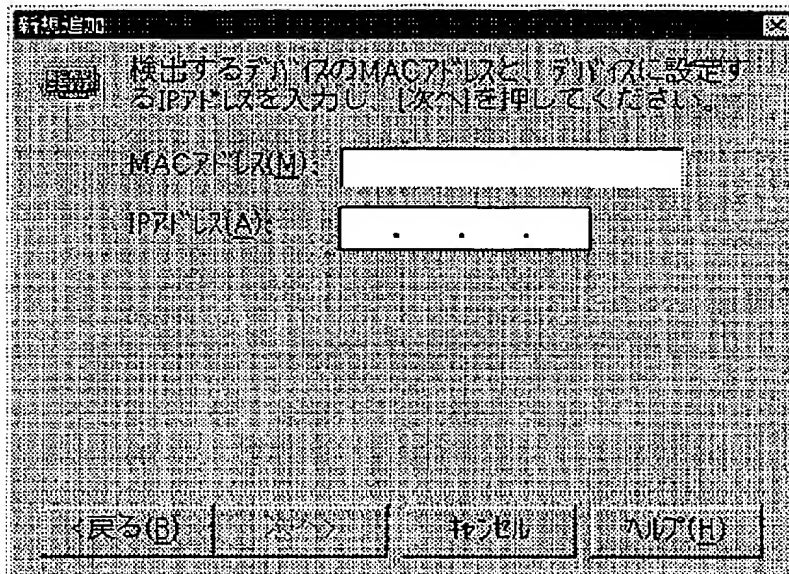 新規追加
検出するデバイスのMACアドレスと、デバイスに設定す
るIPアドレスを入力し、[次へ]を押してください。
MACアドレス(M):
IPアドレス(A):
. . .
<戻る(B)
キャンセル
ヘルプ(H)